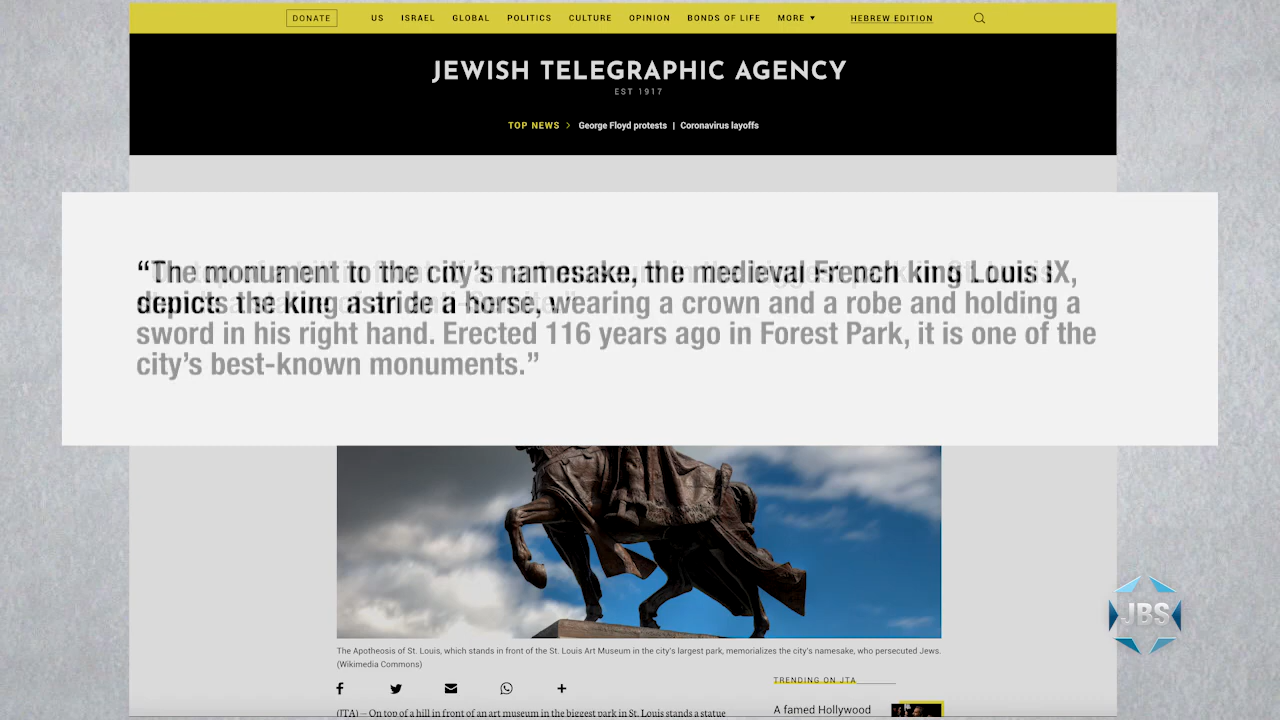 DONATE US ISRAEL GLOBAL POLITICS CULTURE OPINION BONDS OF LIFE MORE ▼ HEBREW EDITION
JEWISH TELEGRAPHIC AGENCY
EST 1917
TOP NEWS > George Floyd protests | Coronavirus layoffs
“The monument to the city’s namesake, the medieval French king Louis IX,
depicts the king astride a horse, wearing a crown and a robe and holding a
sword in his right hand. Erected 116 years ago in Forest Park, it is one of the
city’s best-known monuments.”
The Apotheosis of St. Louis, which stands in front of the St. Louis Art Museum in the city's largest park, memorializes the city's namesake, who persecuted Jews.
(Wikimedia Commons)
TRENDING ON JTA
A famed Hollywood
(JTA) — On top of a hill in front of an art museum in the biggest park in St. Louis stands a statue
JBS